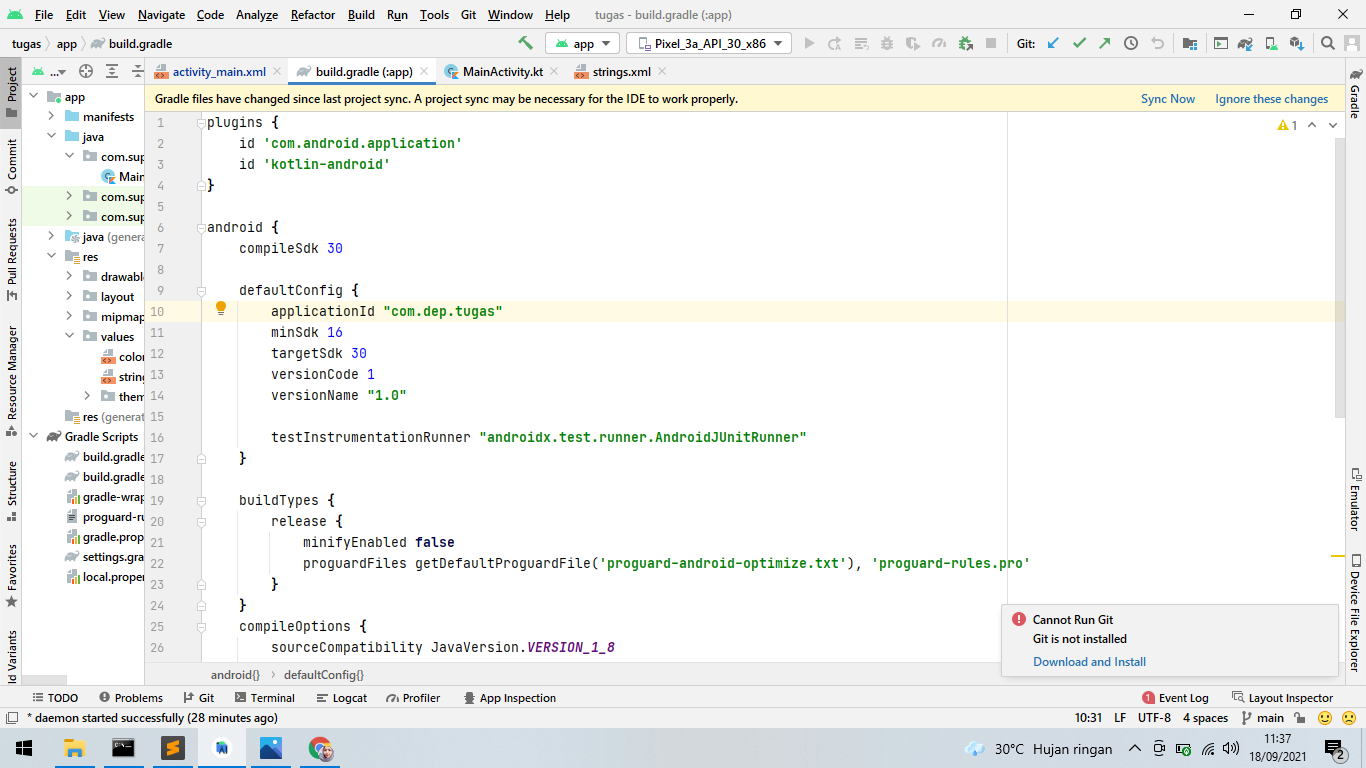 File Edit View Navigate Code Analyze Refactor Build Run Tools Git Window Help tugas - build.gradle (:app)
tugas app build.gradle app Pixel_3a_API_30_x86 Git:
Project ... activity_main.xml build.gradle (:app) MainActivity.kt strings.xml Gradle
Gradle files have changed since last project sync. A project sync may be necessary for the IDE to work properly. Sync Now Ignore these changes
app
manifests
java
com.sup
Main
com.sup
com.sup
java (genera
res
drawabl
layout
mipmap
values
color
string
them
res (generat
Gradle Scripts
build.gradle
build.gradle
gradle-wrap
proguard-ru
gradle.prop
settings.gra
local.proper
Commit
Pull Requests
Resource Manager
Structure
Favorites
ld Variants
1 plugins {
2 id 'com.android.application'
3 id 'kotlin-android'
4 }
5
6 android {
7 compileSdk 30
8
9 defaultConfig {
10 applicationId "com.dep.tugas"
11 minSdk 16
12 targetSdk 30
13 versionCode 1
14 versionName "1.0"
15
16 testInstrumentationRunner "androidx.test.runner.AndroidJUnitRunner"
17 }
18
19 buildTypes {
20 release {
21 minifyEnabled false
22 proguardFiles getDefaultProguardFile('proguard-android-optimize.txt'), 'proguard-rules.pro'
23 }
24 }
25 compileOptions {
26 sourceCompatibility JavaVersion.VERSION_1_8
1
Emulator
Device File Explorer
Cannot Run Git
Git is not installed
Download and Install
android{} defaultConfig{}
TODO Problems Git Terminal Logcat Profiler App Inspection 1 Event Log Layout Inspector
* daemon started successfully (28 minutes ago) 10:31 LF UTF-8 4 spaces main
30°C Hujan ringan 11:37
18/09/2021 2